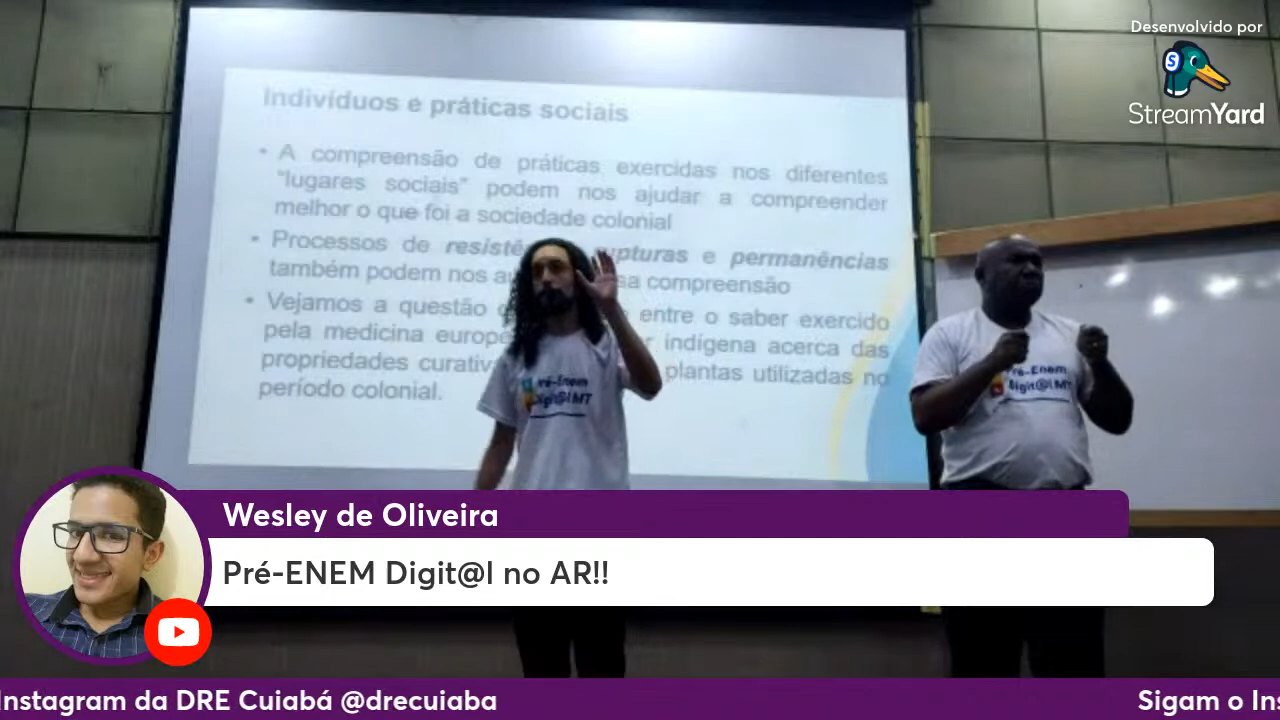 Desenvolvido por
StreamYard
Indivíduos e práticas sociais
• A compreensão de práticas exercidas nos diferentes
"lugares sociais" podem nos ajudar a compreender
melhor o que foi a sociedade colonial
• Processos de upturas e permanências
também podem nos compreensão
• Vejamos a questão entre o saber exercido
pela medicina indígena acerca das
propriedades plantas utilizadas no
período colonial.
Pré-Enem
Digit@l MT
Pré-Enem
Digit@l MT
Wesley de Oliveira
Pré-ENEM Digit@l no AR!!
Instagram da DRE Cuiabá @drecuiaba
Sigam o Ins